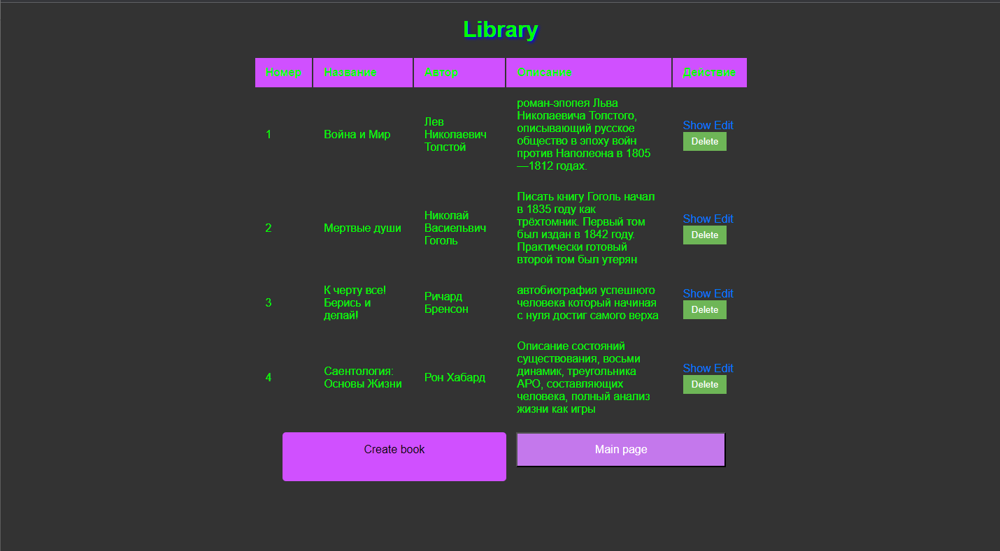 Library
Номер Название Автор Описание Действие
1
Война и Мир
Лев
Николаевич
Толстой
роман-эпопея Льва
Николаевича Толстого,
описывающий русское
общество в эпоху войн
против Наполеона в 1805
—1812 годах.
Show Edit
Delete
2
Мертвые души
Николай
Васиельвич
Гоголь
Писать книгу Гоголь начал
в 1835 году как
трёхтомник. Первый том
был издан в 1842 году.
Практически готовый
второй том был утерян
Show Edit
Delete
3
К черту все!
Берись и
делай!
Ричард
Бренсон
автобиография успешного
человека который начиная
с нуля достиг самого верха
Show Edit
Delete
4
Саентология:
Основы Жизни
Рон Хабард
Описание состояний
существования, восьми
динамик, треугольника
АРО, составляющих
человека, полный анализ
жизни как игры
Show Edit
Delete
Create book
Main page